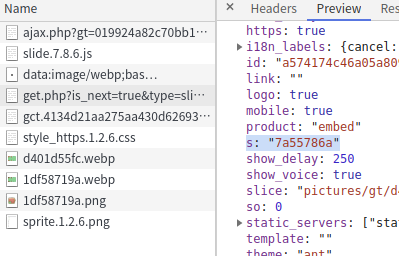 Name
ajax.php?gt=019924a82c70bb1…
slide.7.8.6.js
data:image/webp;bas…
get.php?is_next=true&type=sli…
gct.4134d21aa275aa430d62693…
style_https.1.2.6.css
d401d55fc.webp
1df58719a.webp
1df58719a.png
sprite.1.2.6.png
Headers Preview
https: true
i18n_labels: {cancel:
id: "a574174c46a05a809
link: ""
logo: true
mobile: true
product: "embed"
s: "7a55786a"
show_delay: 250
show_voice: true
slice: "pictures/gt/d4
so: 0
static_servers: ["sta
template: ""
theme: "ant"